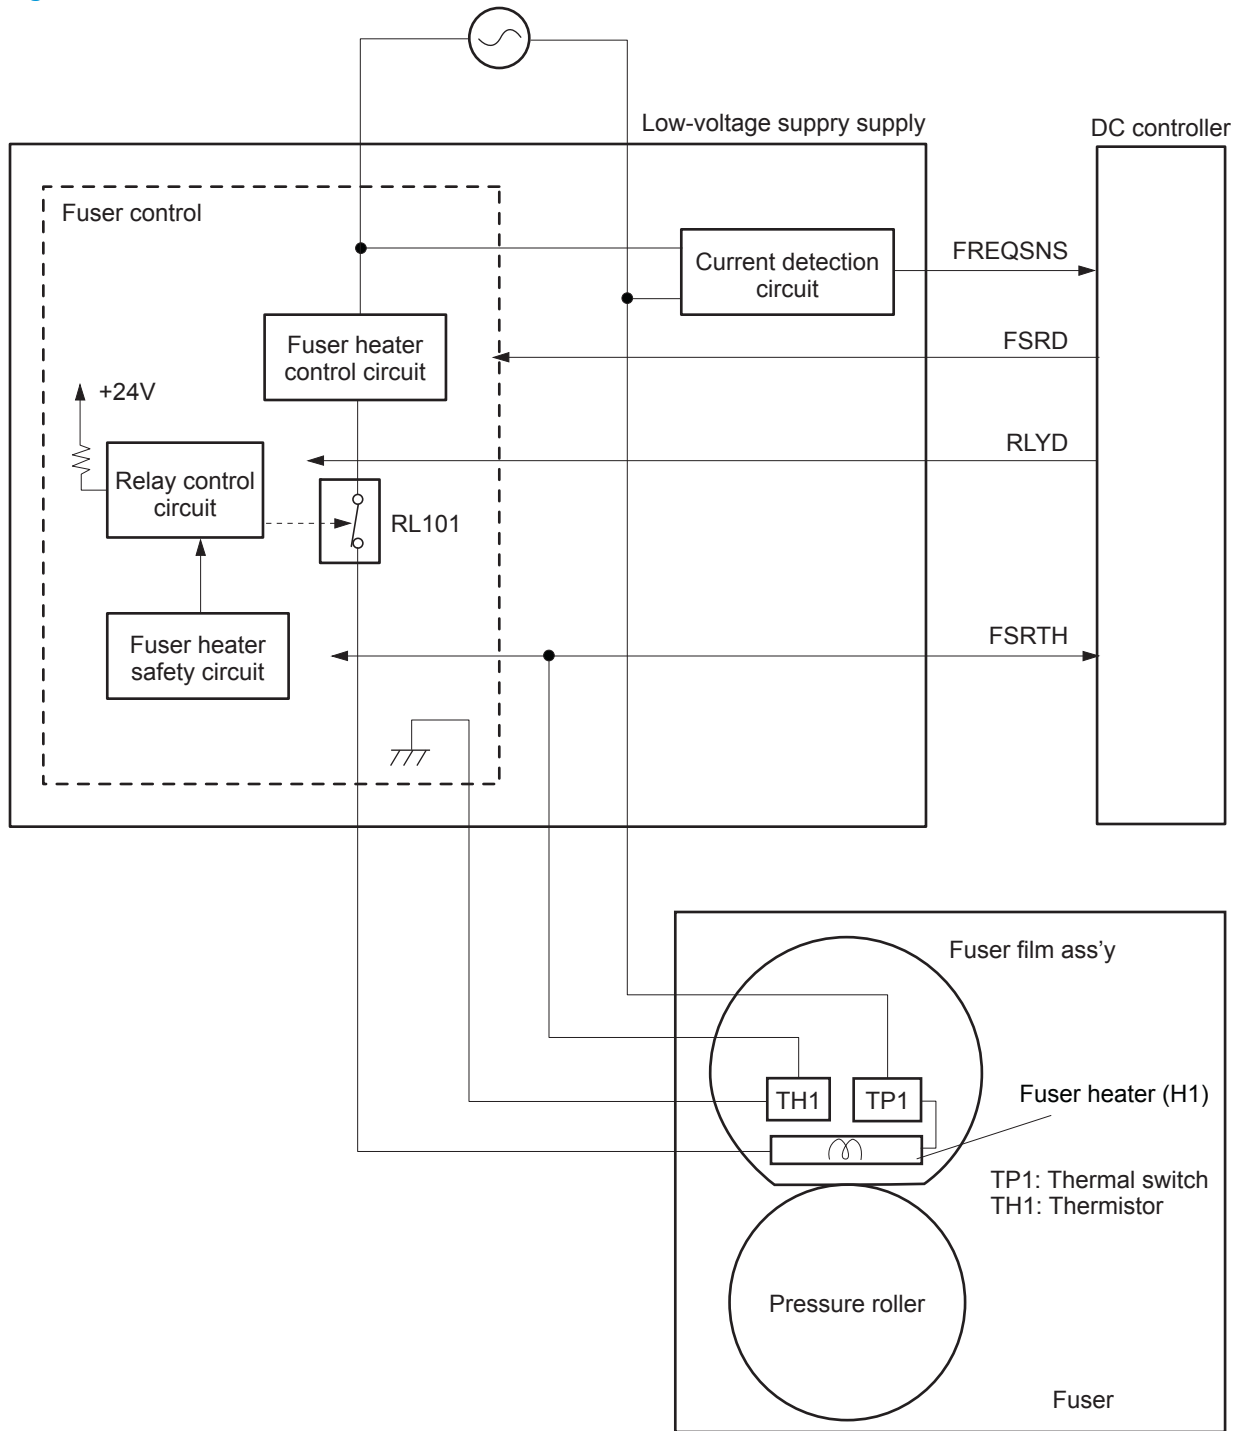 Low-voltage suppry supply
DC controller
Fuser control
Current detection
circuit
FREQSNS
Fuser heater
control circuit
FSRD
+24V
RLYD
Relay control
circuit
RL101
Fuser heater
safety circuit
FSRTH
Fuser film ass’y
TH1
TP1
Fuser heater (H1)
TP1: Thermal switch
TH1: Thermistor
Pressure roller
Fuser